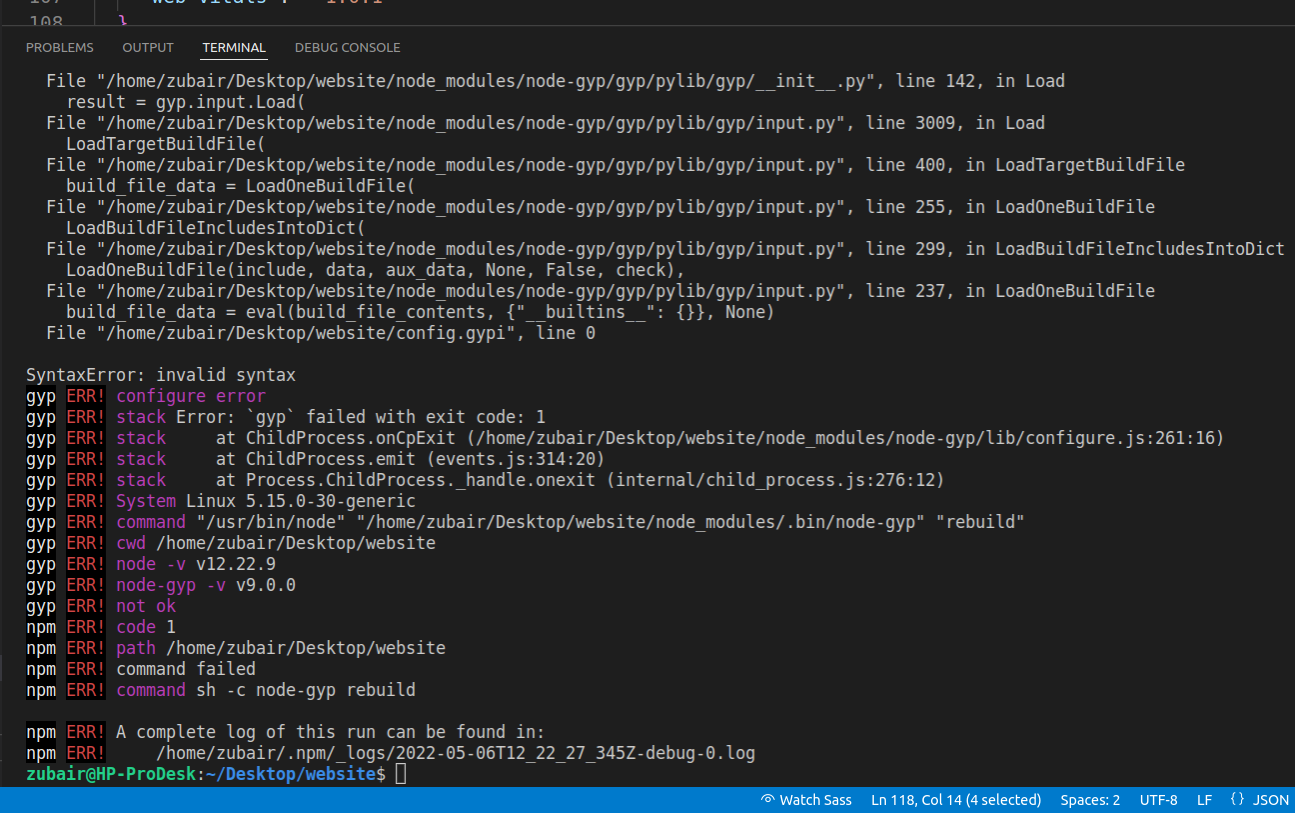 108 }
PROBLEMS OUTPUT TERMINAL DEBUG CONSOLE
File "/home/zubair/Desktop/website/node_modules/node-gyp/gyp/pylib/gyp/__init__.py", line 142, in Load
result = gyp.input.Load(
File "/home/zubair/Desktop/website/node_modules/node-gyp/gyp/pylib/gyp/input.py", line 3009, in Load
LoadTargetBuildFile(
File "/home/zubair/Desktop/website/node_modules/node-gyp/gyp/pylib/gyp/input.py", line 400, in LoadTargetBuildFile
build_file_data = LoadOneBuildFile(
File "/home/zubair/Desktop/website/node_modules/node-gyp/gyp/pylib/gyp/input.py", line 255, in LoadOneBuildFile
LoadBuildFileIncludesIntoDict(
File "/home/zubair/Desktop/website/node_modules/node-gyp/gyp/pylib/gyp/input.py", line 299, in LoadBuildFileIncludesIntoDict
LoadOneBuildFile(include, data, aux_data, None, False, check),
File "/home/zubair/Desktop/website/node_modules/node-gyp/gyp/pylib/gyp/input.py", line 237, in LoadOneBuildFile
build_file_data = eval(build_file_contents, {"__builtins__": {}}, None)
File "/home/zubair/Desktop/website/config.gypi", line 0
SyntaxError: invalid syntax
gyp ERR! configure error
gyp ERR! stack Error: `gyp` failed with exit code: 1
gyp ERR! stack     at ChildProcess.onCpExit (/home/zubair/Desktop/website/node_modules/node-gyp/lib/configure.js:261:16)
gyp ERR! stack     at ChildProcess.emit (events.js:314:20)
gyp ERR! stack     at Process.ChildProcess._handle.onexit (internal/child_process.js:276:12)
gyp ERR! System Linux 5.15.0-30-generic
gyp ERR! command "/usr/bin/node" "/home/zubair/Desktop/website/node_modules/.bin/node-gyp" "rebuild"
gyp ERR! cwd /home/zubair/Desktop/website
gyp ERR! node -v v12.22.9
gyp ERR! node-gyp -v v9.0.0
gyp ERR! not ok
npm ERR! code 1
npm ERR! path /home/zubair/Desktop/website
npm ERR! command failed
npm ERR! command sh -c node-gyp rebuild
npm ERR! A complete log of this run can be found in:
npm ERR!     /home/zubair/.npm/_logs/2022-05-06T12_22_27_345Z-debug-0.log
zubair@HP-ProDesk:~/Desktop/website$
Watch Sass Ln 118, Col 14 (4 selected) Spaces: 2 UTF-8 LF {} JSON